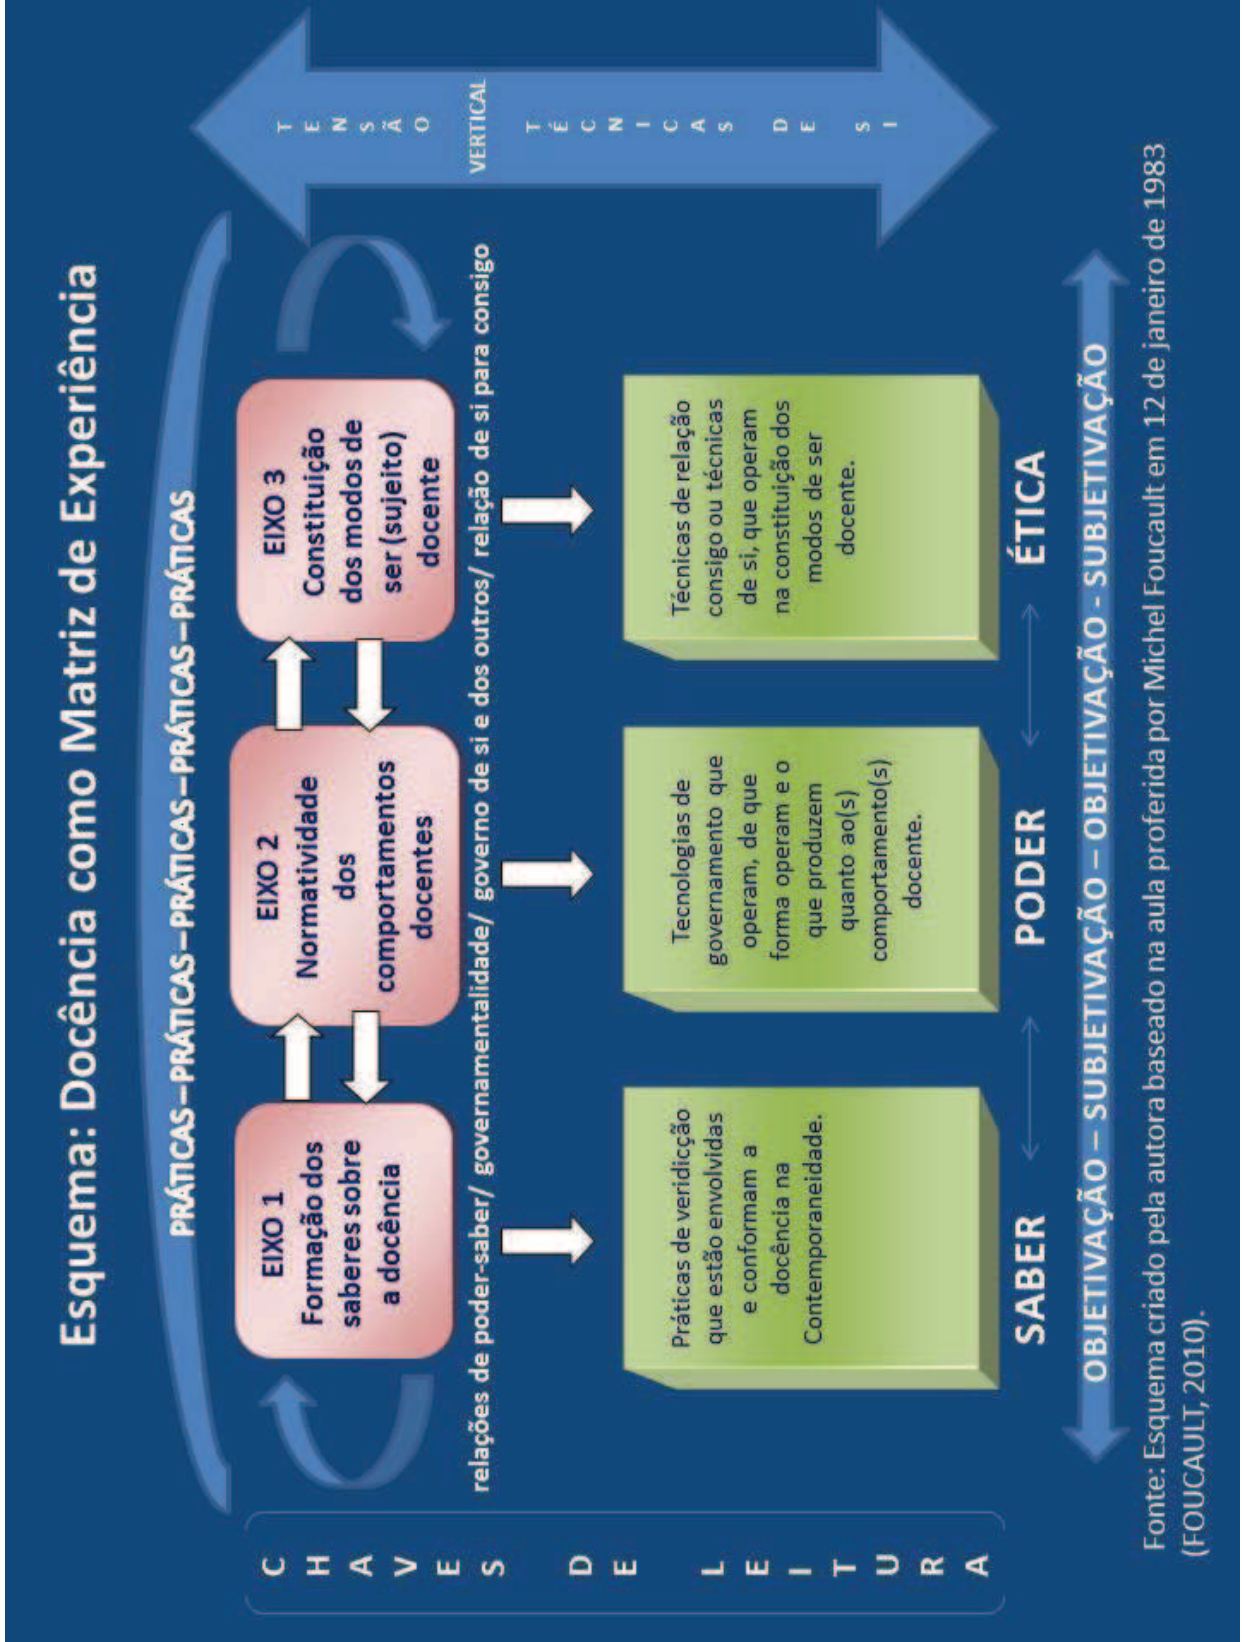 Esquema: Docência como Matriz de Experiência
PRÁTICAS–PRÁTICAS–PRÁTICAS–PRÁTICAS–PRÁTICAS
CHAVES DE LEITURA
EIXO 1
Formação dos
saberes sobre
a docência
EIXO 2
Normatividade
dos
comportamentos
docentes
EIXO 3
Constituição
dos modos de
ser (sujeito)
docente
relações de poder-saber/ governamentalidade/ governo de si e dos outros/ relação de si para consigo
Práticas de veridicção
que estão envolvidas
e conformam a
docência na
Contemporaneidade.
Tecnologias de
governamento que
operam, de que
forma operam e o
que produzem
quanto ao(s)
comportamento(s)
docente.
Técnicas de relação
consigo ou técnicas
de si, que operam
na constituição dos
modos de ser
docente.
SABER
PODER
ÉTICA
OBJETIVAÇÃO – SUBJETIVAÇÃO – OBJETIVAÇÃO - SUBJETIVAÇÃO
TENSÃO
VERTICAL
TÉCNICAS DE SI
Fonte: Esquema criado pela autora baseado na aula proferida por Michel Foucault em 12 de janeiro de 1983
(FOUCAULT, 2010).